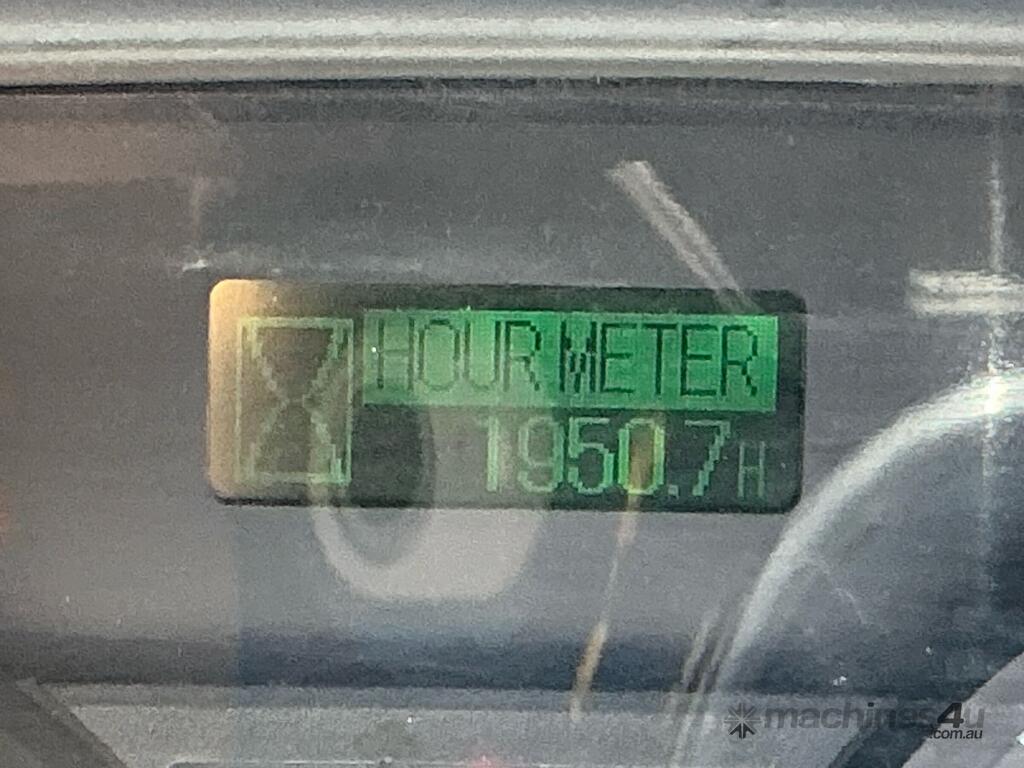 HOUR METER
1950.7H
machines4u
.com.au